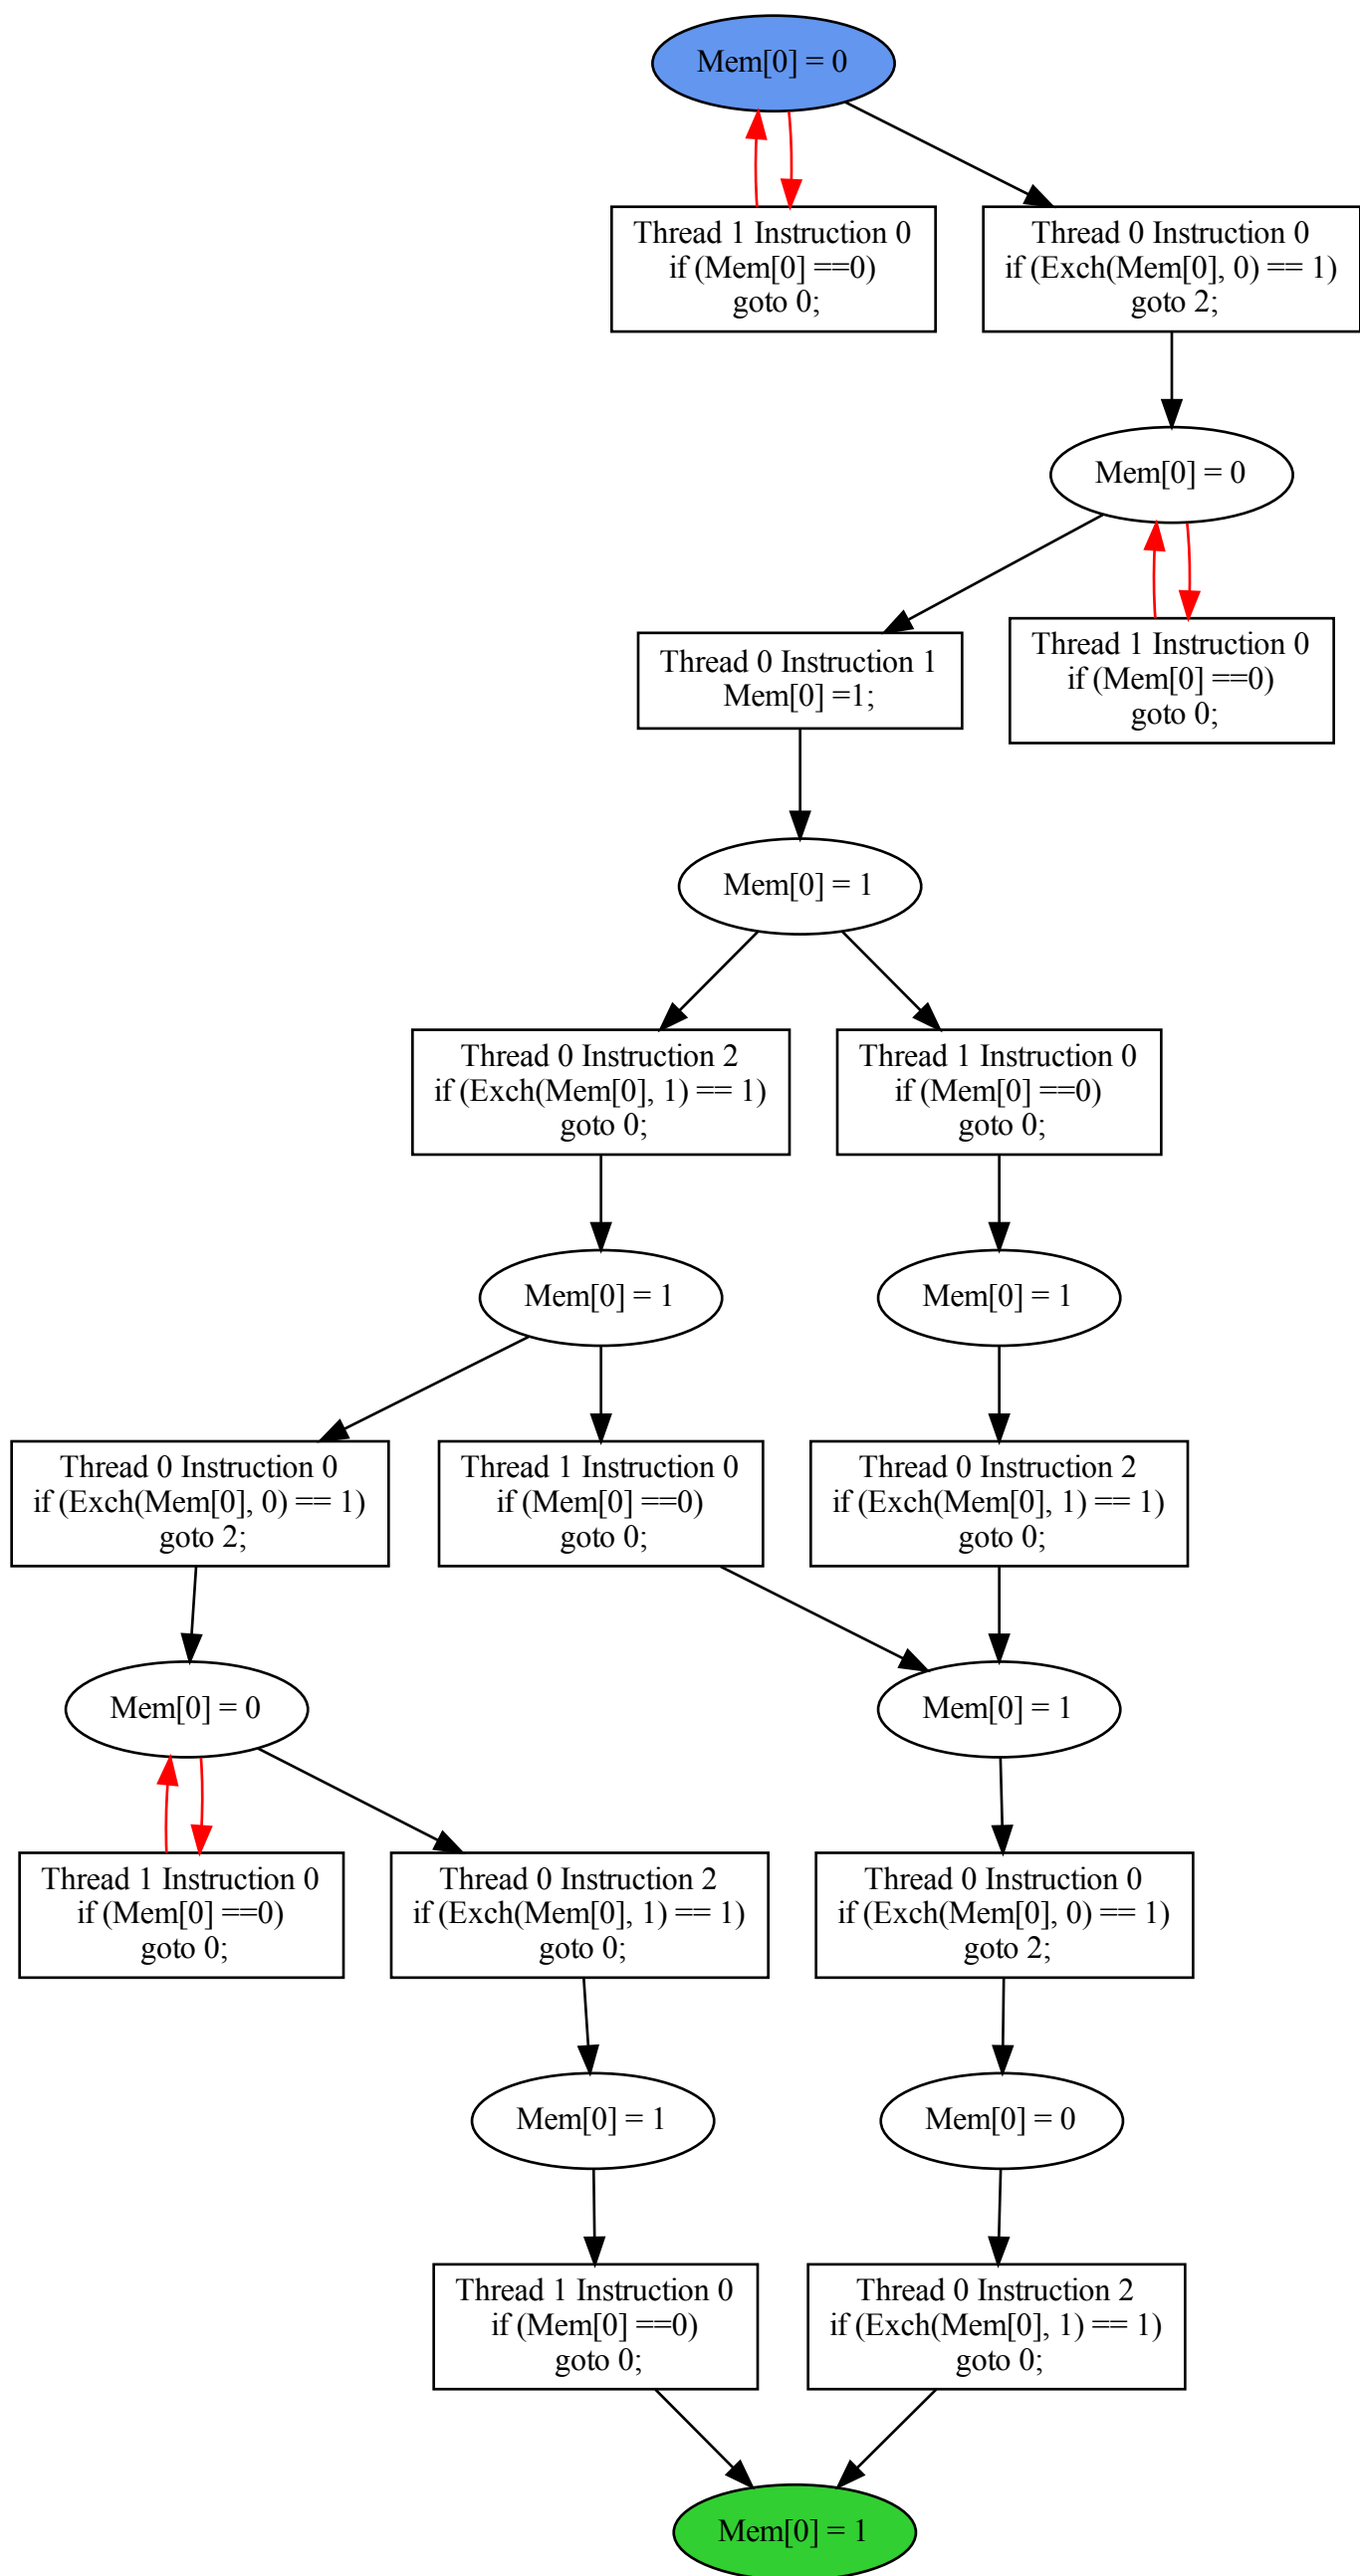 Mem[0] = 0
Thread 1 Instruction 0
if (Mem[0] ==0)
goto 0;
Thread 0 Instruction 0
if (Exch(Mem[0], 0) == 1)
goto 2;
Mem[0] = 0
Thread 0 Instruction 1
Mem[0] =1;
Thread 1 Instruction 0
if (Mem[0] ==0)
goto 0;
Mem[0] = 1
Thread 0 Instruction 2
if (Exch(Mem[0], 1) == 1)
goto 0;
Thread 1 Instruction 0
if (Mem[0] ==0)
goto 0;
Mem[0] = 1
Mem[0] = 1
Thread 0 Instruction 0
if (Exch(Mem[0], 0) == 1)
goto 2;
Thread 1 Instruction 0
if (Mem[0] ==0)
goto 0;
Thread 0 Instruction 2
if (Exch(Mem[0], 1) == 1)
goto 0;
Mem[0] = 0
Mem[0] = 1
Thread 1 Instruction 0
if (Mem[0] ==0)
goto 0;
Thread 0 Instruction 2
if (Exch(Mem[0], 1) == 1)
goto 0;
Thread 0 Instruction 0
if (Exch(Mem[0], 0) == 1)
goto 2;
Mem[0] = 1
Mem[0] = 0
Thread 1 Instruction 0
if (Mem[0] ==0)
goto 0;
Thread 0 Instruction 2
if (Exch(Mem[0], 1) == 1)
goto 0;
Mem[0] = 1